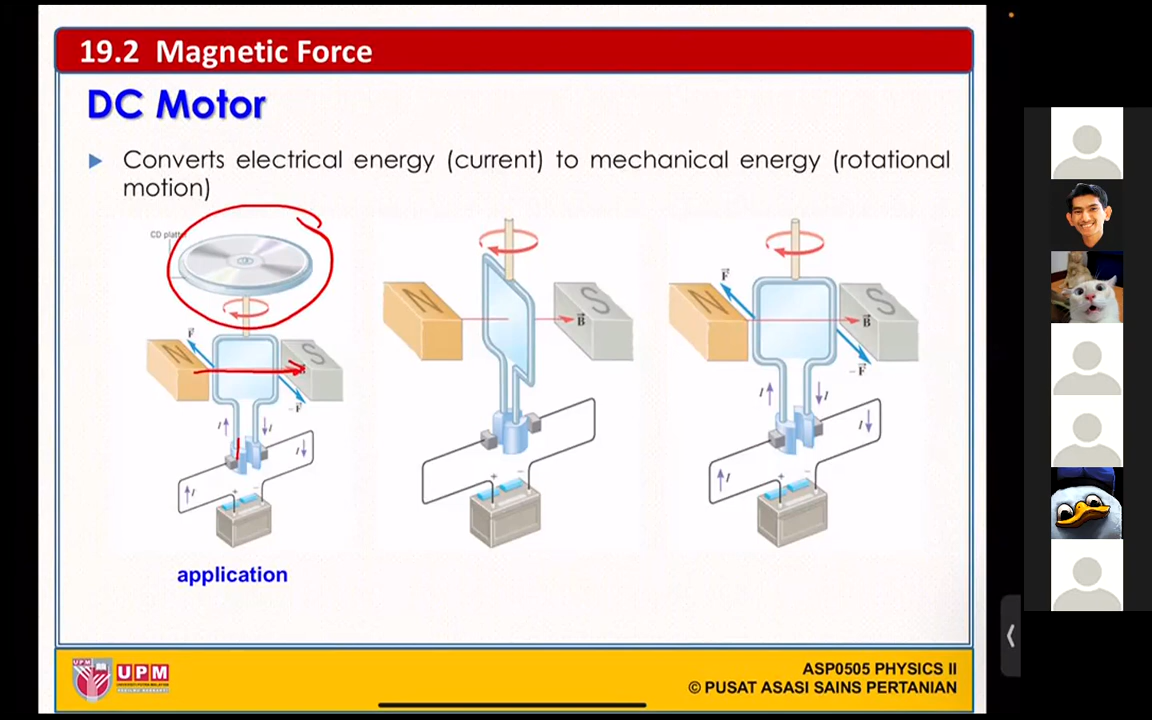 19.2 Magnetic Force
DC Motor
Converts electrical energy (current) to mechanical energy (rotational
motion)
CD platt
F
N
S
-F
I
I
I
I
+ -
application
N
S
B
+ -
F
N
S
B
-F
I
I
I
I
+ -
UPM
UPM
ASP0505 PHYSICS II
© PUSAT ASASI SAINS PERTANIAN